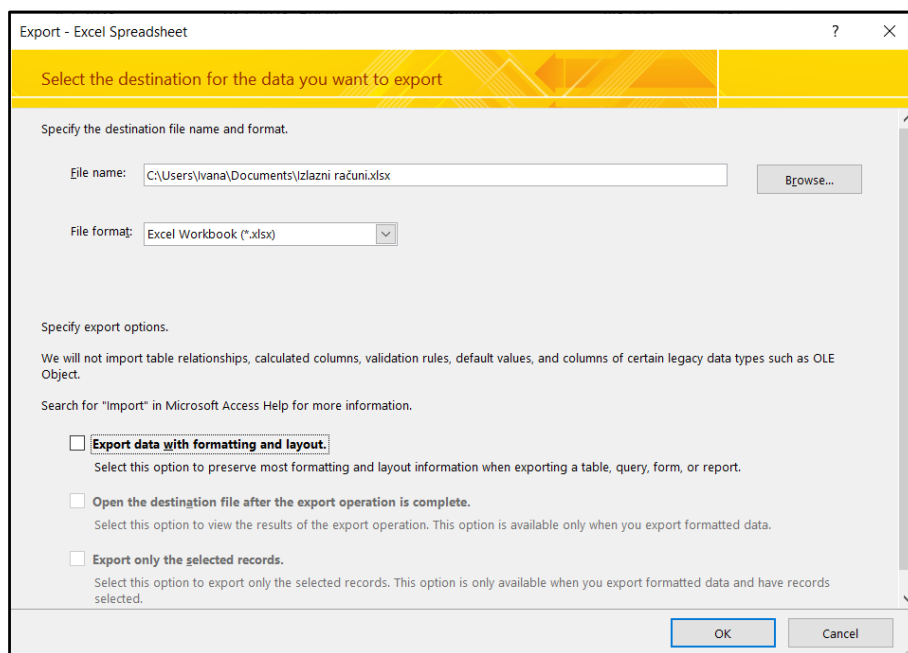 Export - Excel Spreadsheet
Select the destination for the data you want to export
Specify the destination file name and format.
File name: C:\Users\Ivana\Documents\Izlazni računi.xlsx Browse...
File format: Excel Workbook (*.xlsx)
Specify export options.
We will not import table relationships, calculated columns, validation rules, default values, and columns of certain legacy data types such as OLE
Object.
Search for "Import" in Microsoft Access Help for more information.
Export data with formatting and layout.
Select this option to preserve most formatting and layout information when exporting a table, query, form, or report.
Open the destination file after the export operation is complete.
Select this option to view the results of the export operation. This option is available only when you export formatted data.
Export only the selected records.
Select this option to export only the selected records. This option is only available when you export formatted data and have records
selected.
OK Cancel